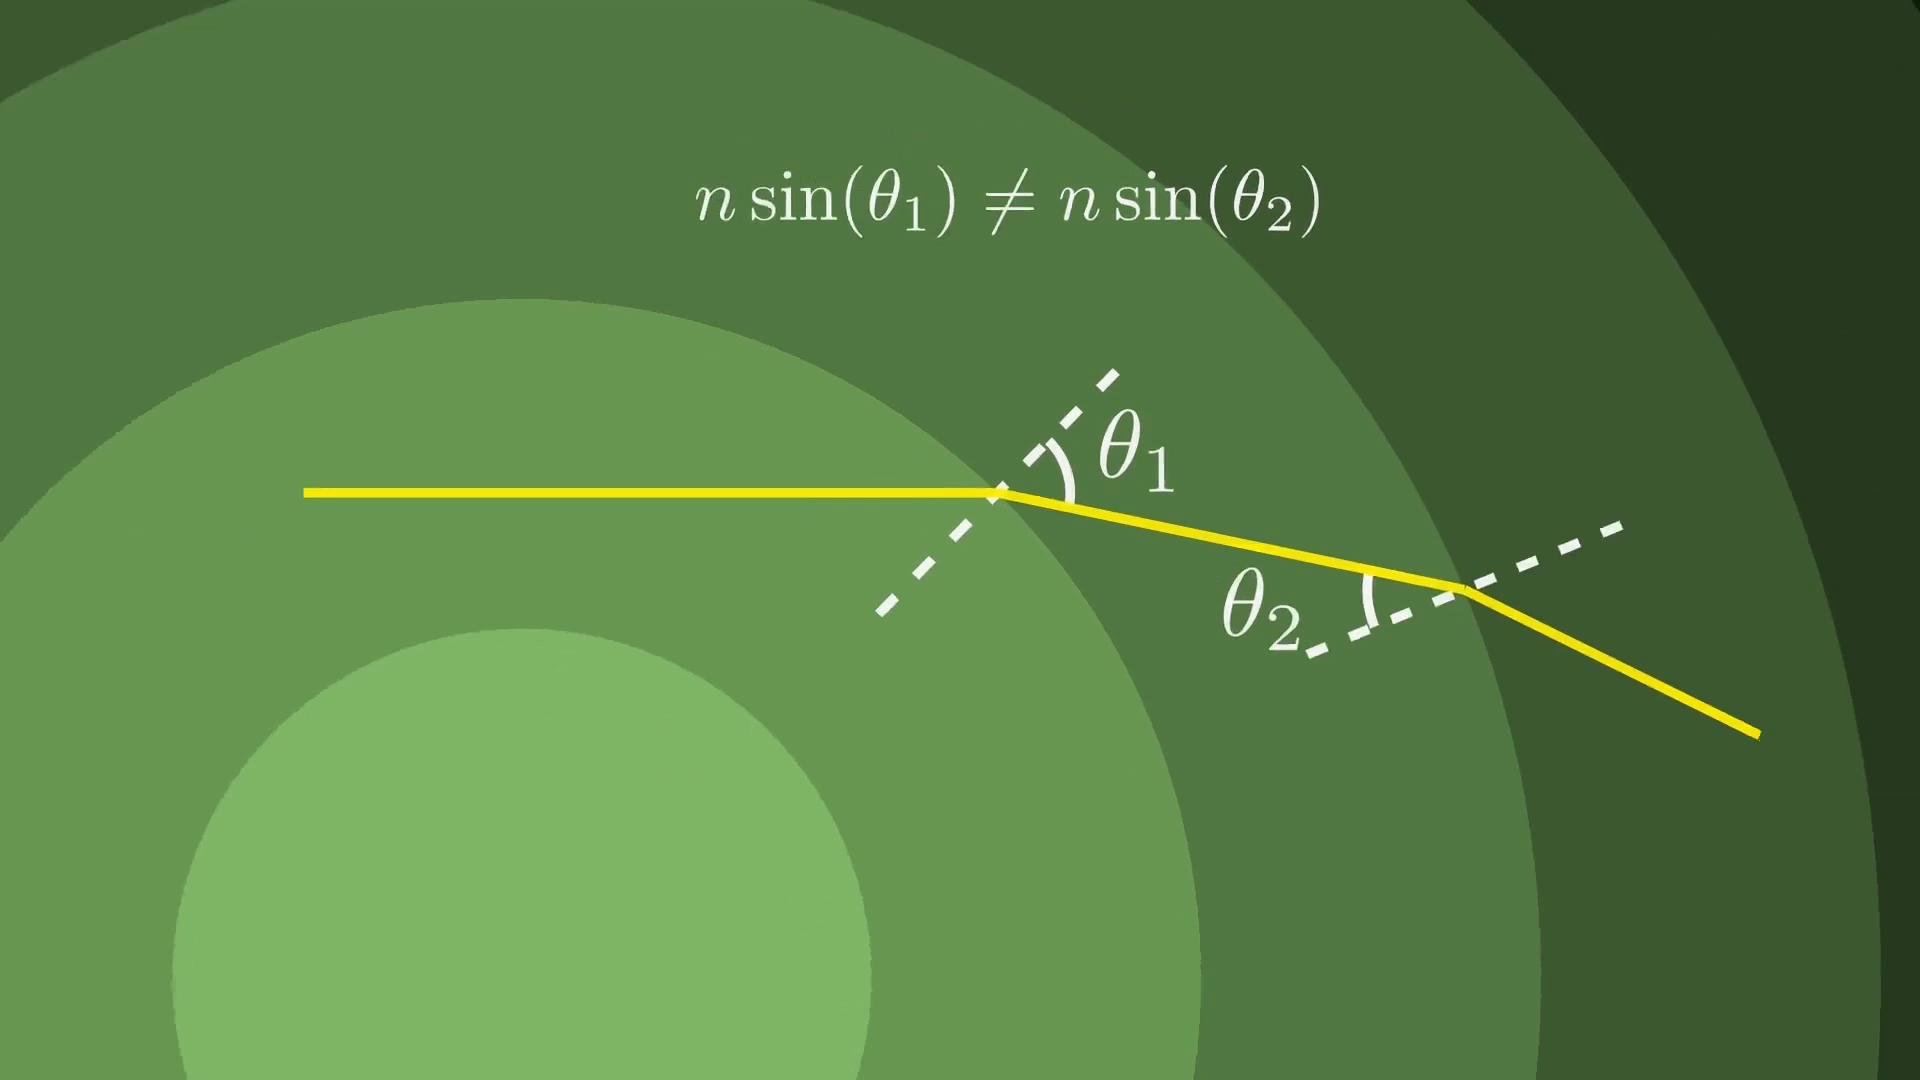 n sin(θ₁) ≠ n sin(θ₂)
θ₁
θ₂